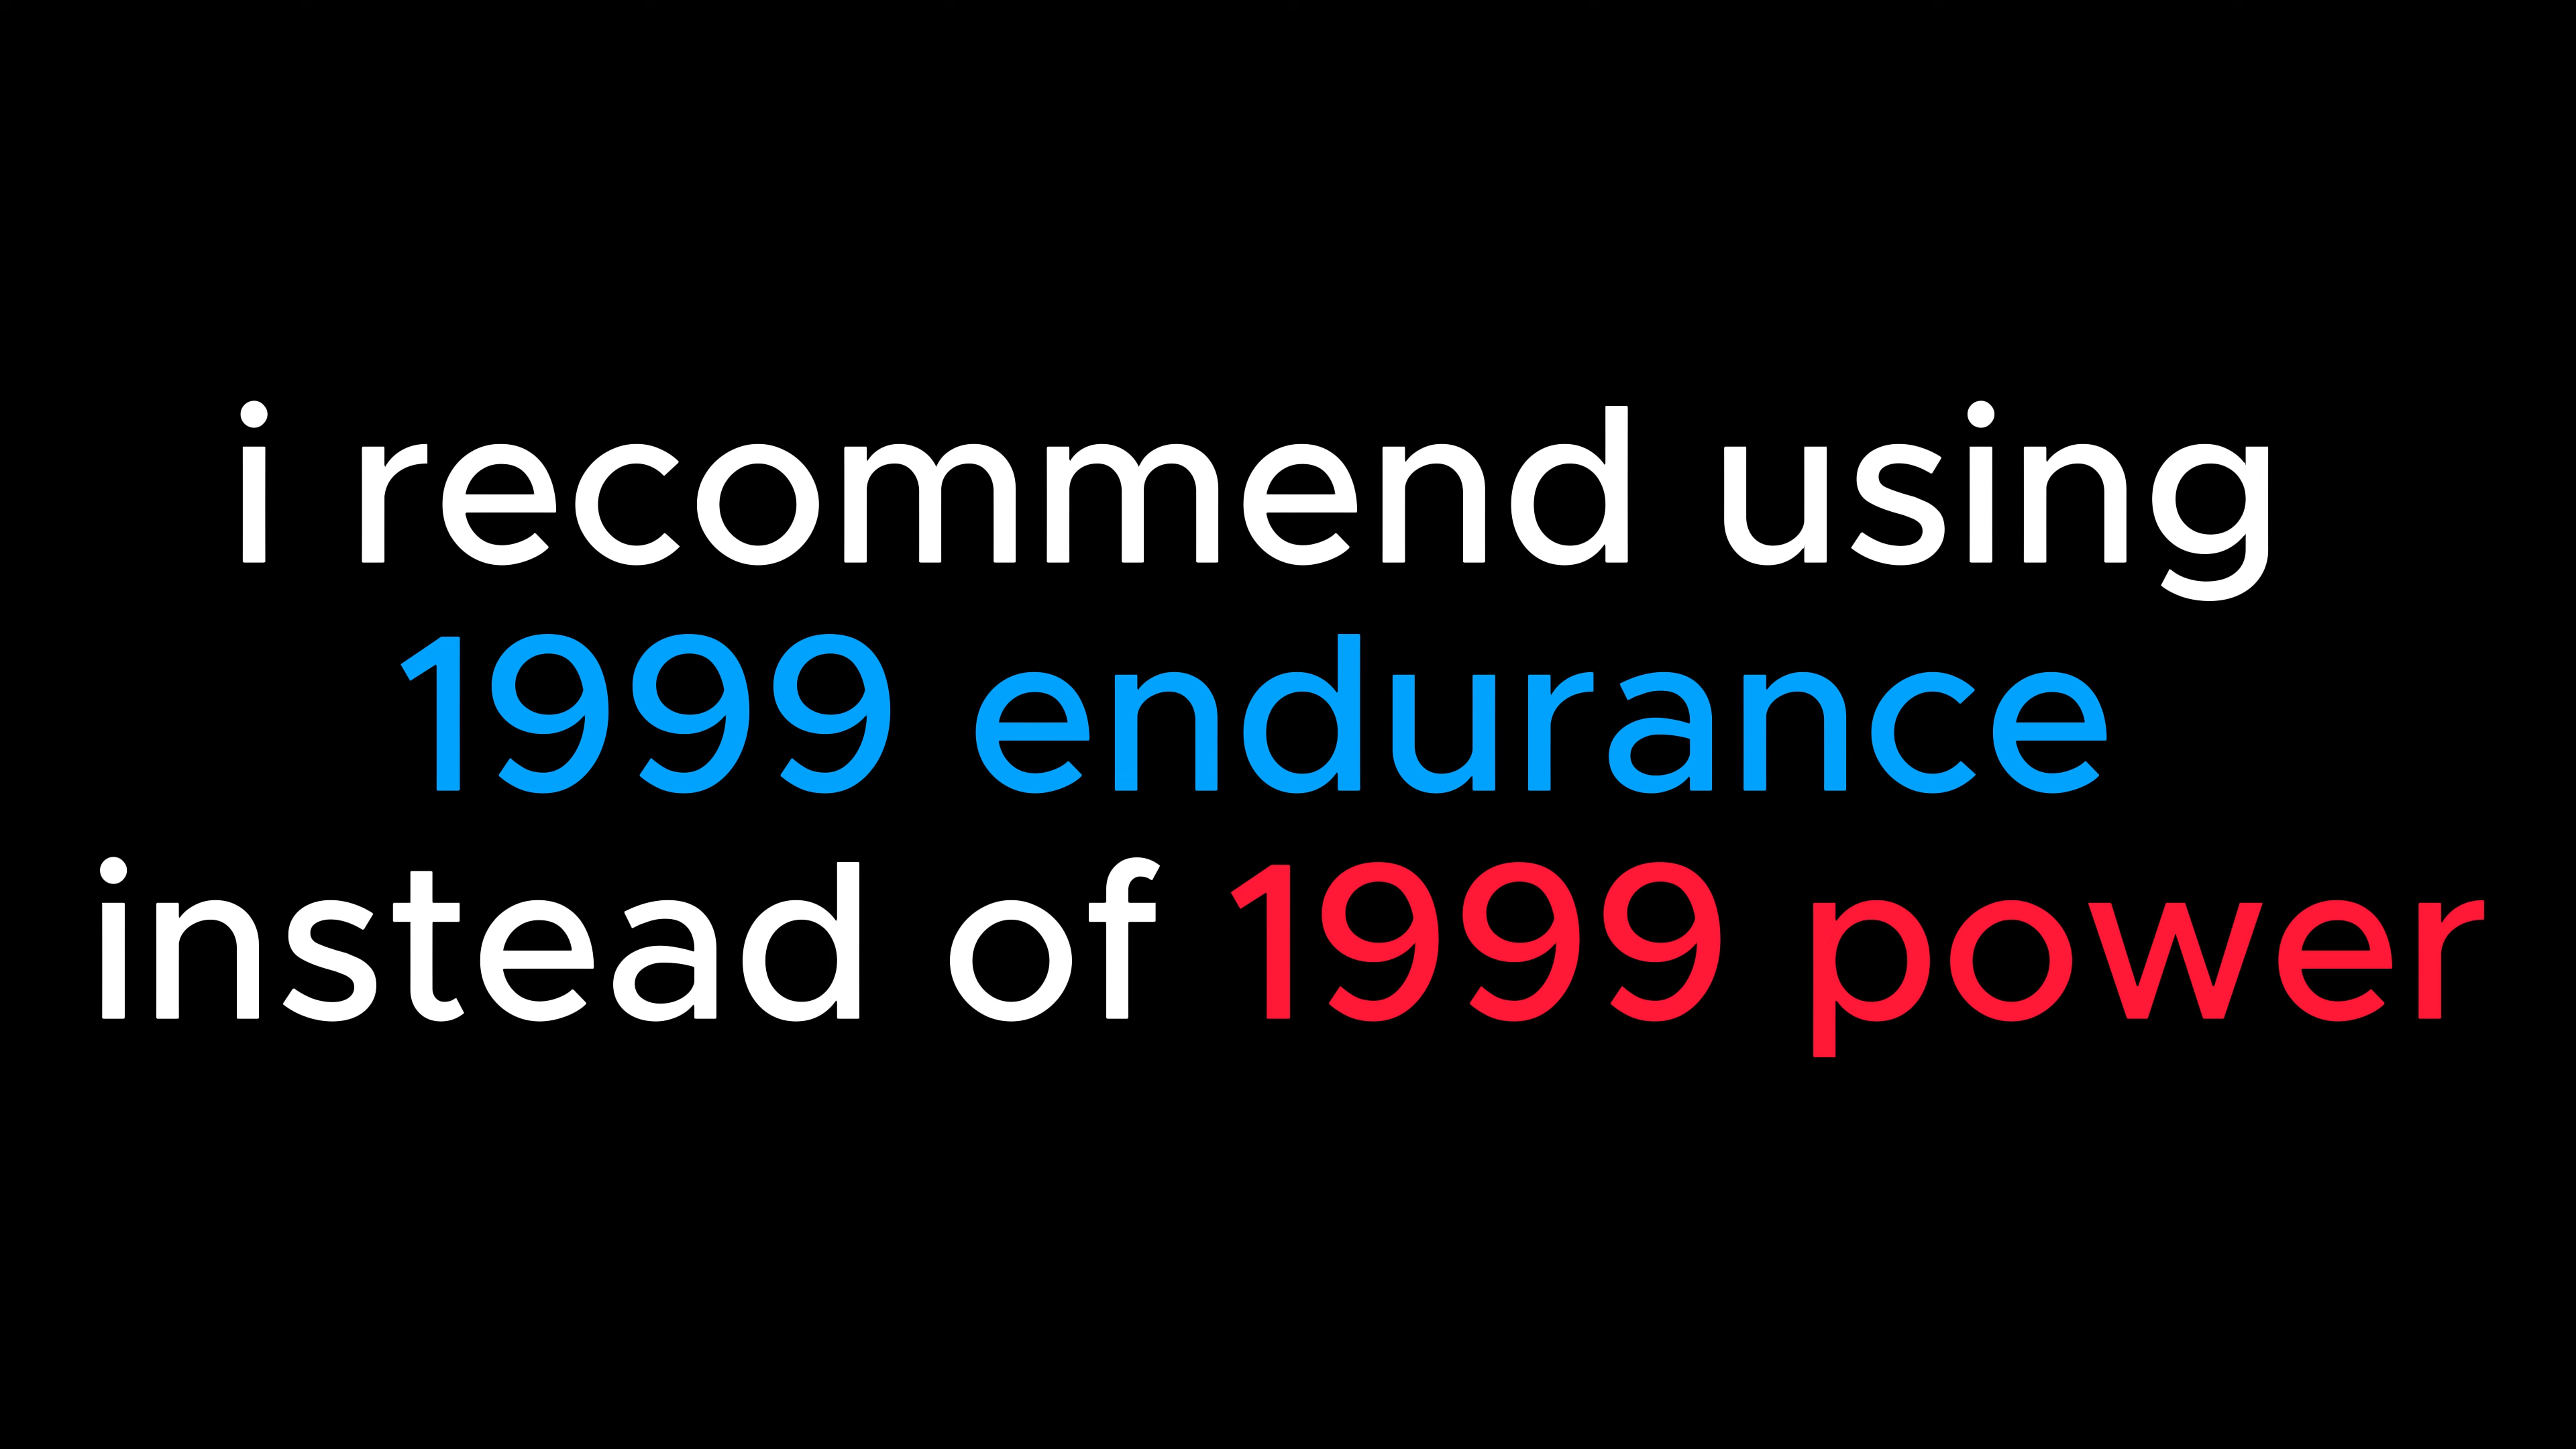 i recommend using
1999 endurance
instead of 1999 power